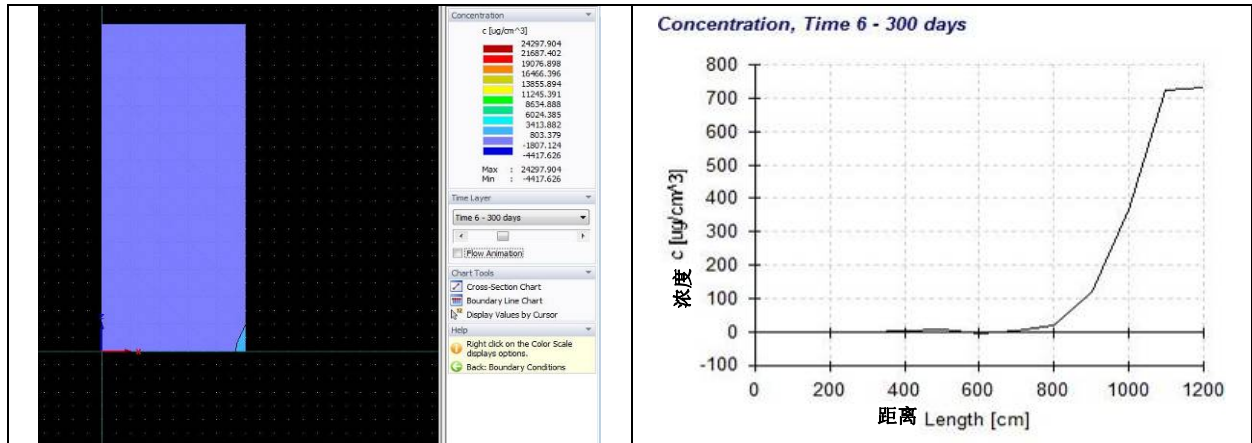 Concentration
c [ug/cm^3]
24297.904
21687.402
19076.898
16466.396
13855.894
11245.391
8634.888
6024.385
3413.882
803.379
-1807.124
-4417.626
Max : 24297.904
Min : -4417.626
Time Layer
Time 6 - 300 days
Flow Animation
Chart Tools
Cross-Section Chart
Boundary Line Chart
Display Values by Cursor
Help
Right click on the Color Scale
displays options.
Back: Boundary Conditions
Concentration, Time 6 - 300 days
800
700
600
500
400
300
200
100
0
-100
浓度 c [ug/cm^3]
0 200 400 600 800 1000 1200
距离 Length [cm]